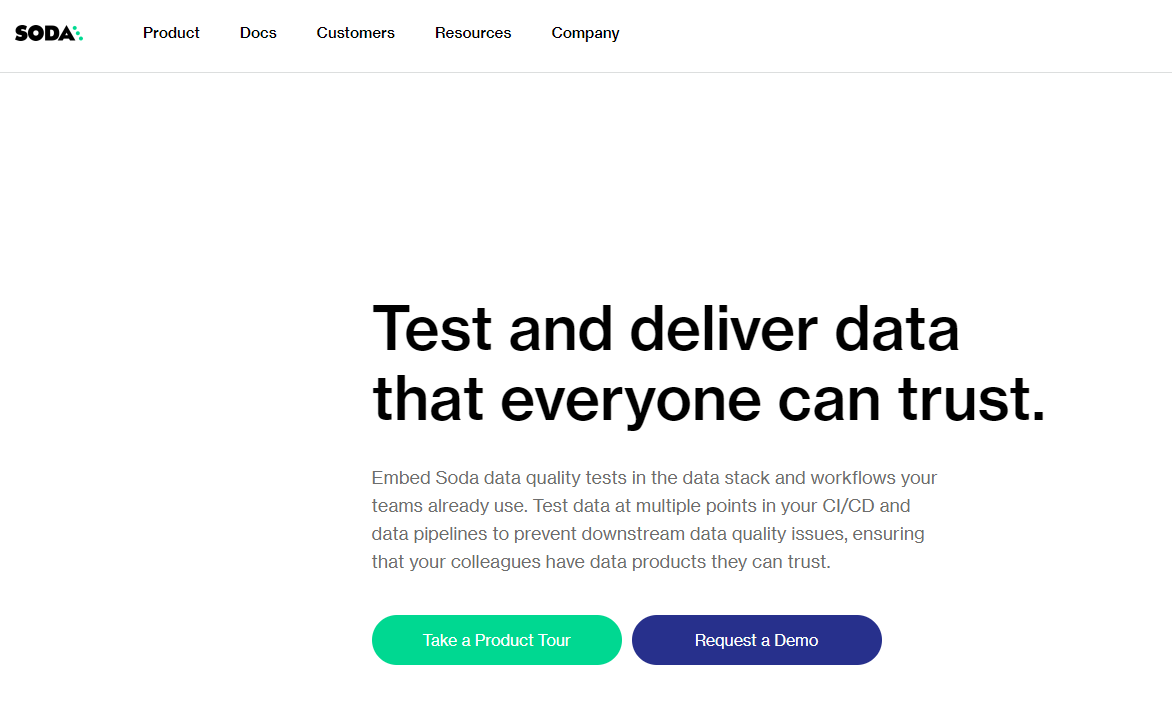 SODA
Product
Docs
Customers
Resources
Company
Test and deliver data
that everyone can trust.
Embed Soda data quality tests in the data stack and workflows your
teams already use. Test data at multiple points in your CI/CD and
data pipelines to prevent downstream data quality issues, ensuring
that your colleagues have data products they can trust.
Take a Product Tour
Request a Demo